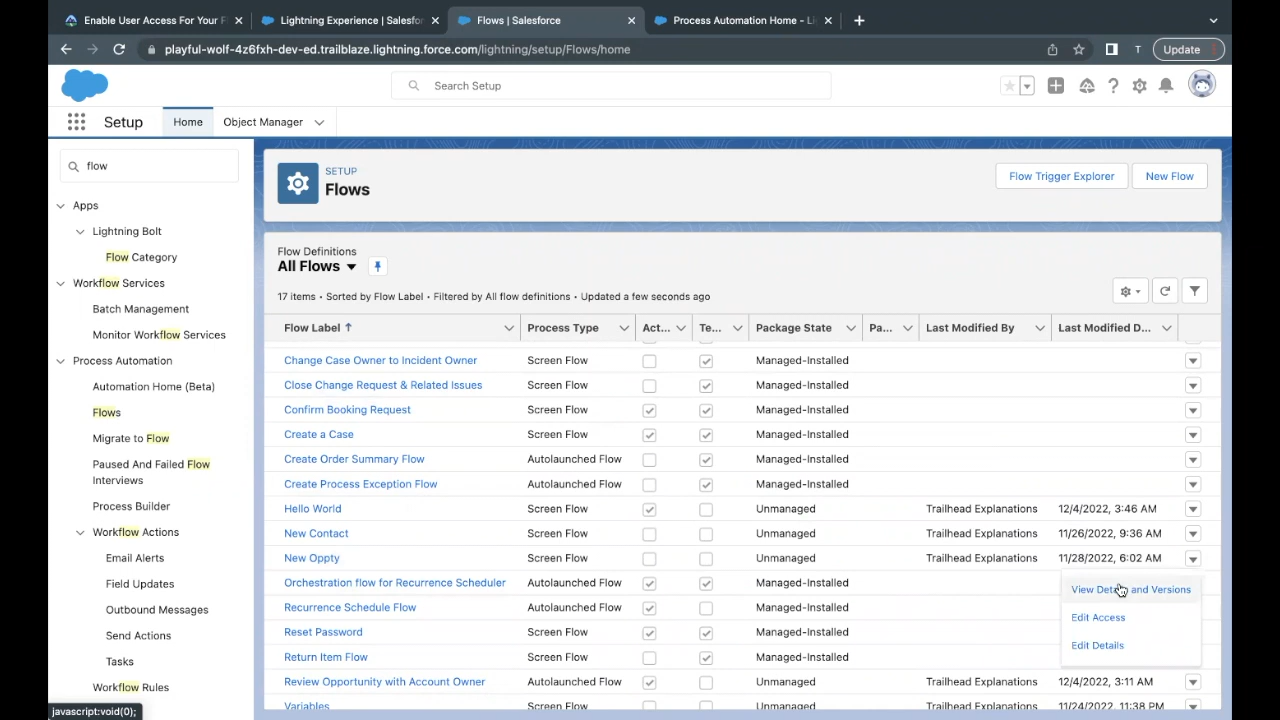 Enable User Access For Your F
Lightning Experience | Salesfor
Flows | Salesforce
Process Automation Home - Li
playful-wolf-4z6fxh-dev-ed.trailblaze.lightning.force.com/lightning/setup/Flows/home
T
Update
Search Setup
Setup
Home
Object Manager
flow
Apps
Lightning Bolt
Flow Category
Workflow Services
Batch Management
Monitor Workflow Services
Process Automation
Automation Home (Beta)
Flows
Migrate to Flow
Paused And Failed Flow
Interviews
Process Builder
Workflow Actions
Email Alerts
Field Updates
Outbound Messages
Send Actions
Tasks
Workflow Rules
javascript:void(0);
SETUP
Flows
Flow Trigger Explorer
New Flow
Flow Definitions
All Flows
17 items • Sorted by Flow Label • Filtered by All flow definitions • Updated a few seconds ago
Flow Label ↑ Process Type Act... Te... Package State Pa... Last Modified By Last Modified D...
Change Case Owner to Incident Owner Screen Flow Managed-Installed
Close Change Request & Related Issues Screen Flow Managed-Installed
Confirm Booking Request Screen Flow Managed-Installed
Create a Case Screen Flow Managed-Installed
Create Order Summary Flow Autolaunched Flow Managed-Installed
Create Process Exception Flow Autolaunched Flow Managed-Installed
Hello World Screen Flow Unmanaged Trailhead Explanations 12/4/2022, 3:46 AM
New Contact Screen Flow Unmanaged Trailhead Explanations 11/26/2022, 9:36 AM
New Oppty Screen Flow Unmanaged Trailhead Explanations 11/28/2022, 6:02 AM
Orchestration flow for Recurrence Scheduler Autolaunched Flow Managed-Installed
Recurrence Schedule Flow Autolaunched Flow Managed-Installed
Reset Password Screen Flow Managed-Installed
Return Item Flow Screen Flow Managed-Installed
Review Opportunity with Account Owner Autolaunched Flow Unmanaged Trailhead Explanations 12/4/2022, 3:11 AM
Variables Screen Flow Unmanaged Trailhead Explanations 11/24/2022, 11:38 PM
View Details and Versions
Edit Access
Edit Details